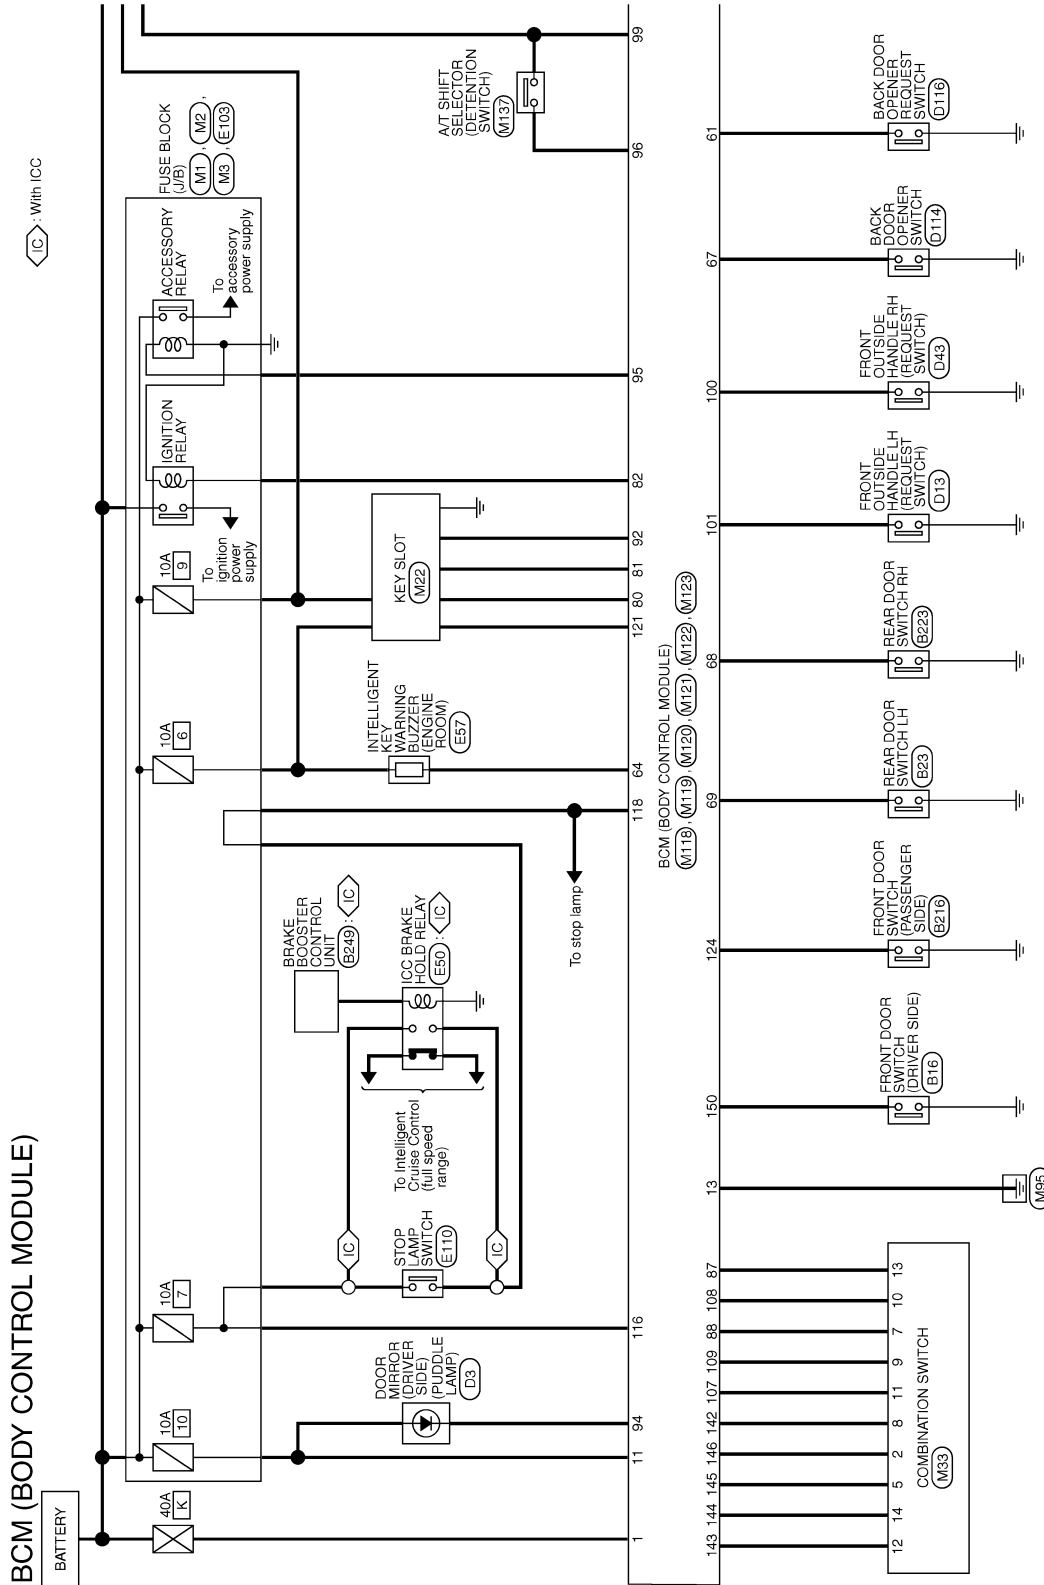 BCM (BODY CONTROL MODULE)
IC : With ICC
BATTERY
40A
K
10A
10
10A
7
10A
6
10A
9
IGNITION
RELAY
To
ignition
power
supply
ACCESSORY
RELAY
To
accessory
power supply
FUSE BLOCK
(J/B)
M1 , M2 ,
M3 , E103
DOOR
MIRROR
(DRIVER
SIDE)
(PUDDLE
LAMP)
D3
STOP
LAMP
SWITCH
E110
IC
IC
To Intelligent
Cruise Control
(full speed
range)
BRAKE
BOOSTER
CONTROL
UNIT
B249 : IC
ICC BRAKE
HOLD RELAY
E50 : IC
To stop lamp
INTELLIGENT
KEY
WARNING
BUZZER
(ENGINE
ROOM)
E57
KEY SLOT
M22
A/T SHIFT
SELECTOR
(DETENTION
SWITCH)
M137
1
11
94
116
118
64
121
80
81
92
82
95
96
99
BCM (BODY CONTROL MODULE)
M118 , M119 , M120 , M121 , M122 , M123
143
144
145
146
142
107
109
88
108
87
13
150
124
69
68
101
100
67
61
12
14
5
2
8
11
9
7
10
13
COMBINATION SWITCH
M33
M95
FRONT DOOR
SWITCH
(DRIVER SIDE)
B16
FRONT DOOR
SWITCH
(PASSENGER
SIDE)
B216
REAR DOOR
SWITCH LH
B23
REAR DOOR
SWITCH RH
B223
FRONT
OUTSIDE
HANDLE LH
(REQUEST
SWITCH)
D13
FRONT
OUTSIDE
HANDLE RH
(REQUEST
SWITCH)
D43
BACK
DOOR
OPENER
SWITCH
D114
BACK DOOR
OPENER
REQUEST
SWITCH
D116